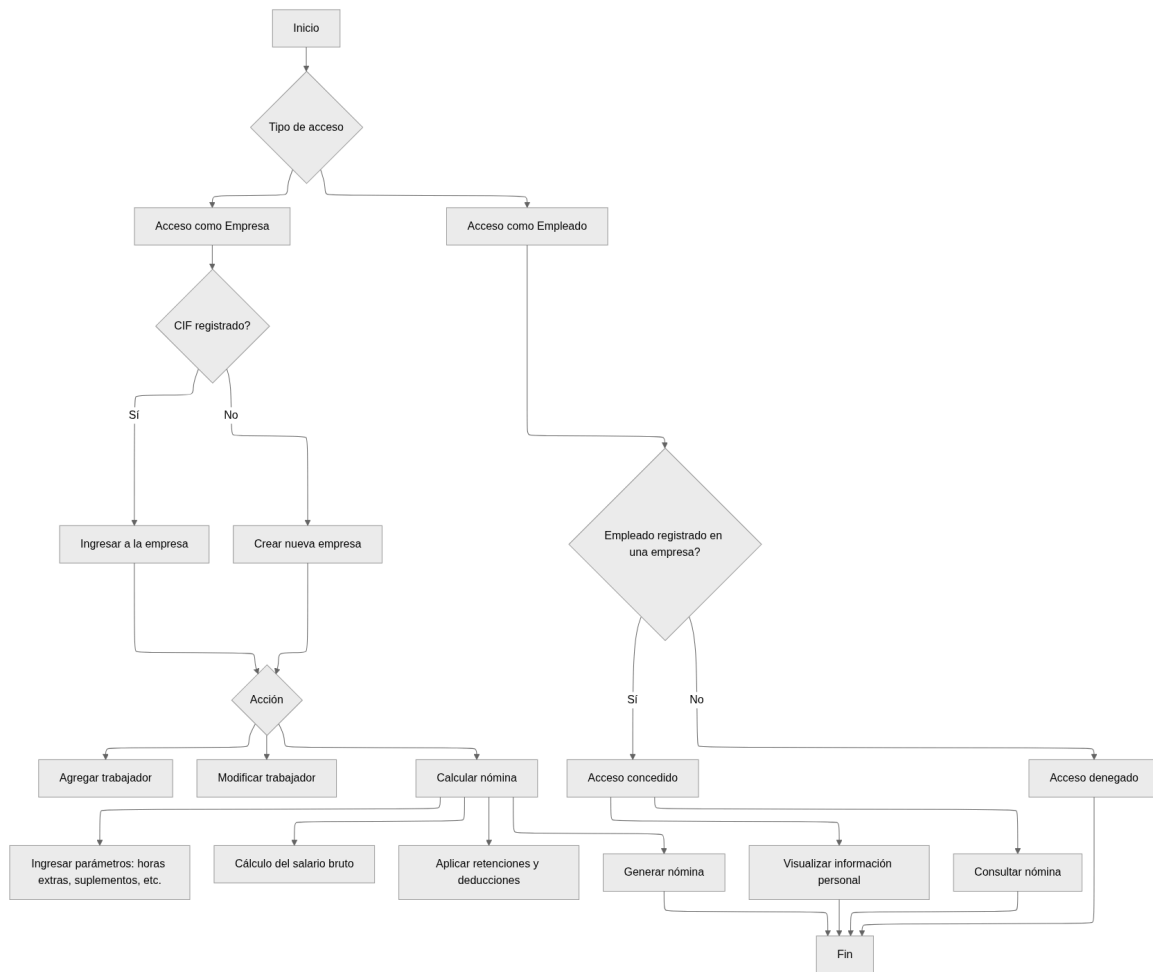 Inicio
Tipo de acceso
Acceso como Empresa
Acceso como Empleado
CIF registrado?
Sí
No
Ingresar a la empresa
Crear nueva empresa
Empleado registrado en
una empresa?
Acción
Sí
No
Agregar trabajador
Modificar trabajador
Calcular nómina
Acceso concedido
Acceso denegado
Ingresar parámetros: horas
extras, suplementos, etc.
Cálculo del salario bruto
Aplicar retenciones y
deducciones
Generar nómina
Visualizar información
personal
Consultar nómina
Fin